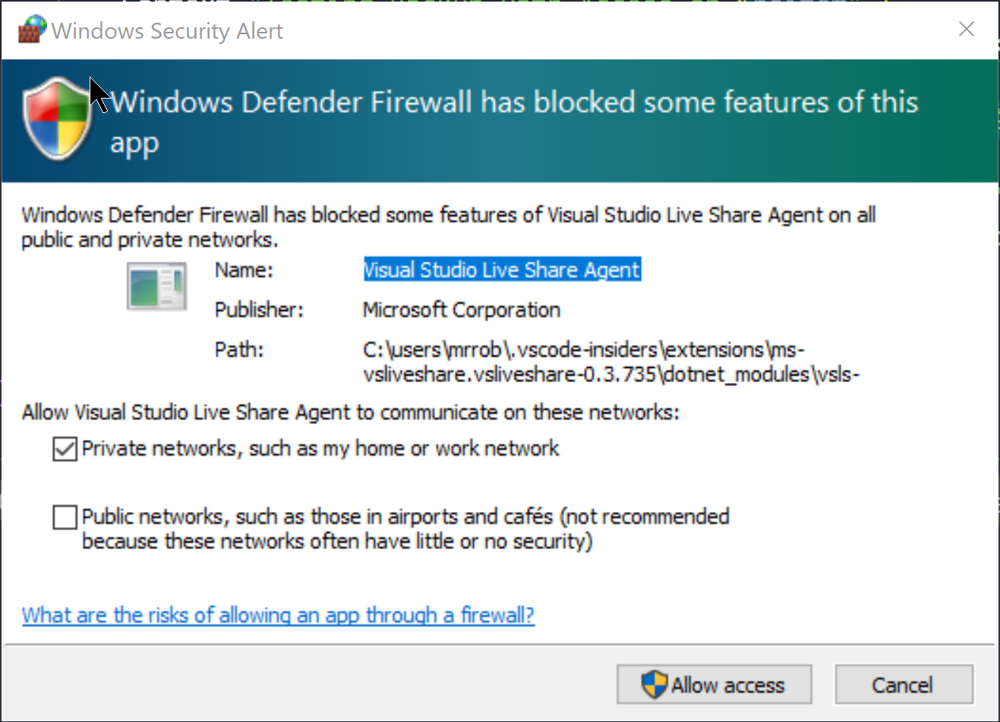 Windows Security Alert
Windows Defender Firewall has blocked some features of this
app
Windows Defender Firewall has blocked some features of Visual Studio Live Share Agent on all
public and private networks.
Name: Visual Studio Live Share Agent
Publisher: Microsoft Corporation
Path: C:\users\mrrob\.vscode-insiders\extensions\ms-
vsliveshare.vsliveshare-0.3.735\dotnet_modules\vsls-
Allow Visual Studio Live Share Agent to communicate on these networks:
Private networks, such as my home or work network
Public networks, such as those in airports and cafés (not recommended
because these networks often have little or no security)
What are the risks of allowing an app through a firewall?
Allow access
Cancel